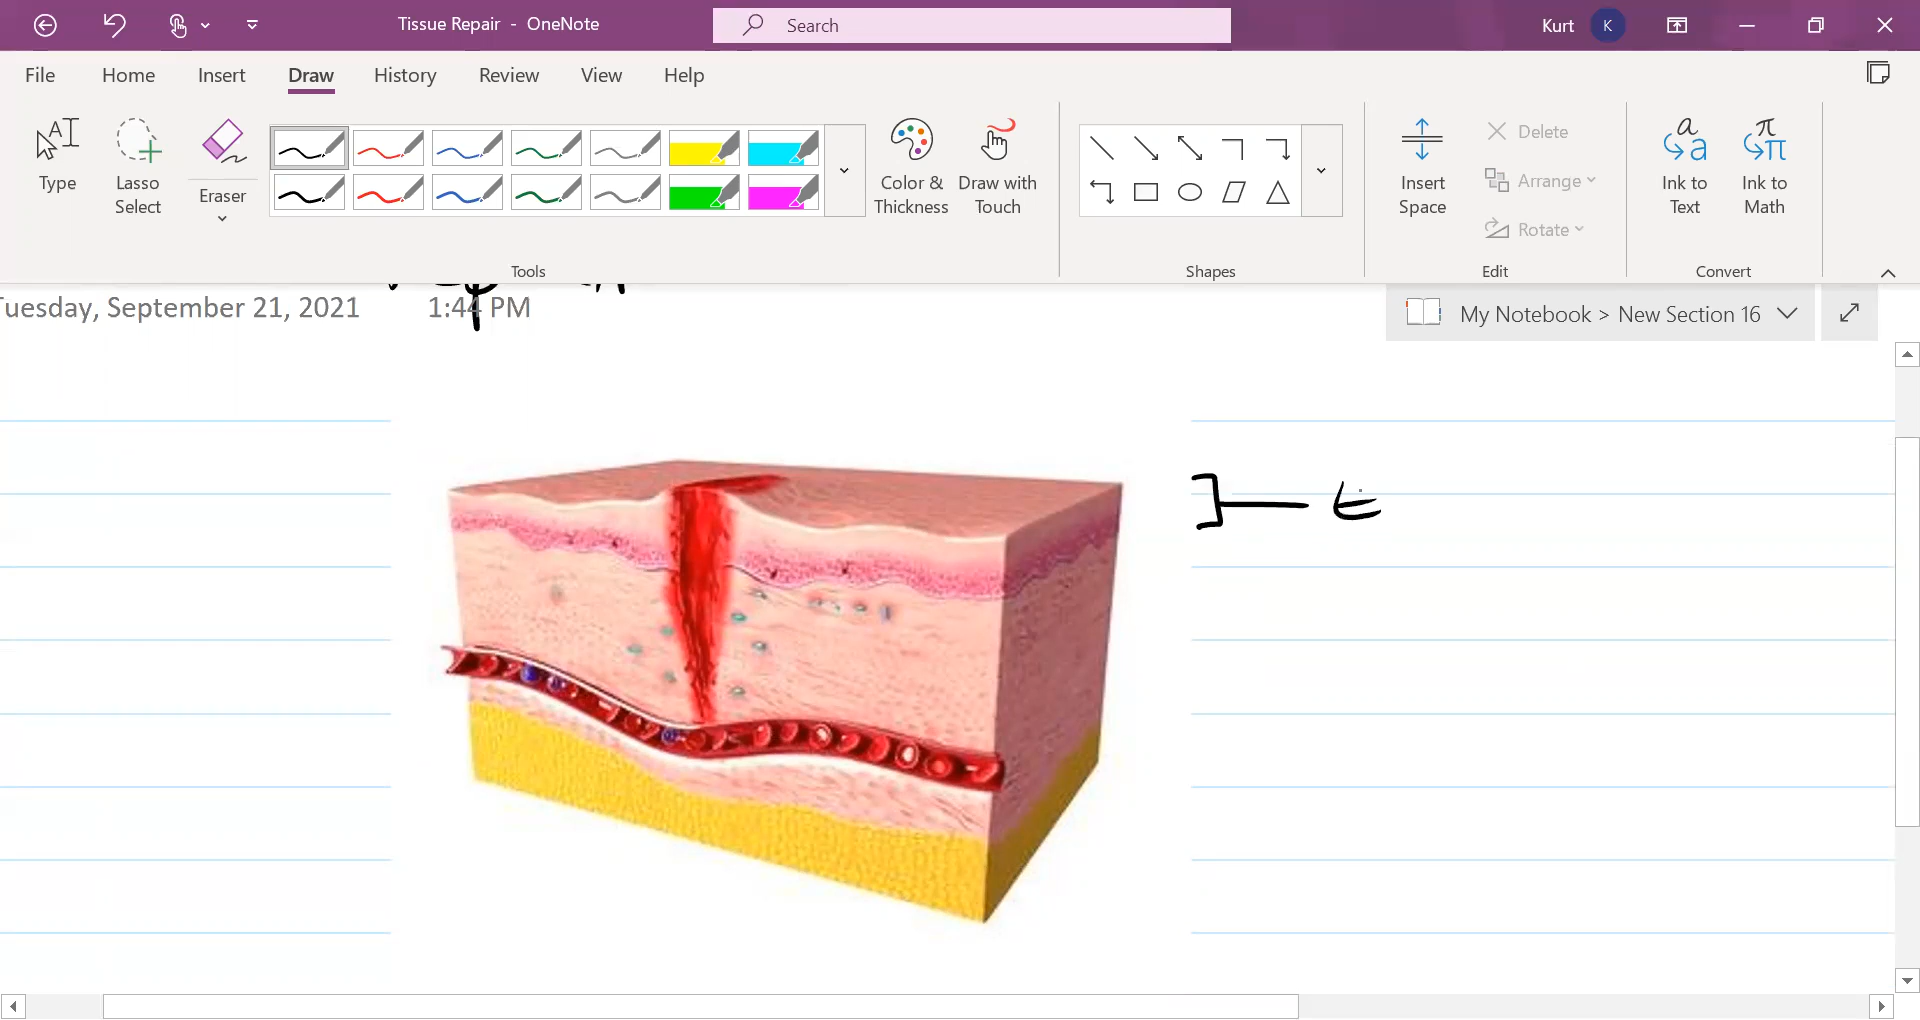 Tissue Repair - OneNote
Search
Kurt
K
File
Home
Insert
Draw
History
Review
View
Help
Type
Lasso Select
Eraser
Color & Thickness
Draw with Touch
Insert Space
Delete
Arrange
Rotate
a
a
Ink to Text
π
π
Ink to Math
Tools
Shapes
Edit
Convert
Tuesday, September 21, 2021
1:44 PM
My Notebook > New Section 16
E